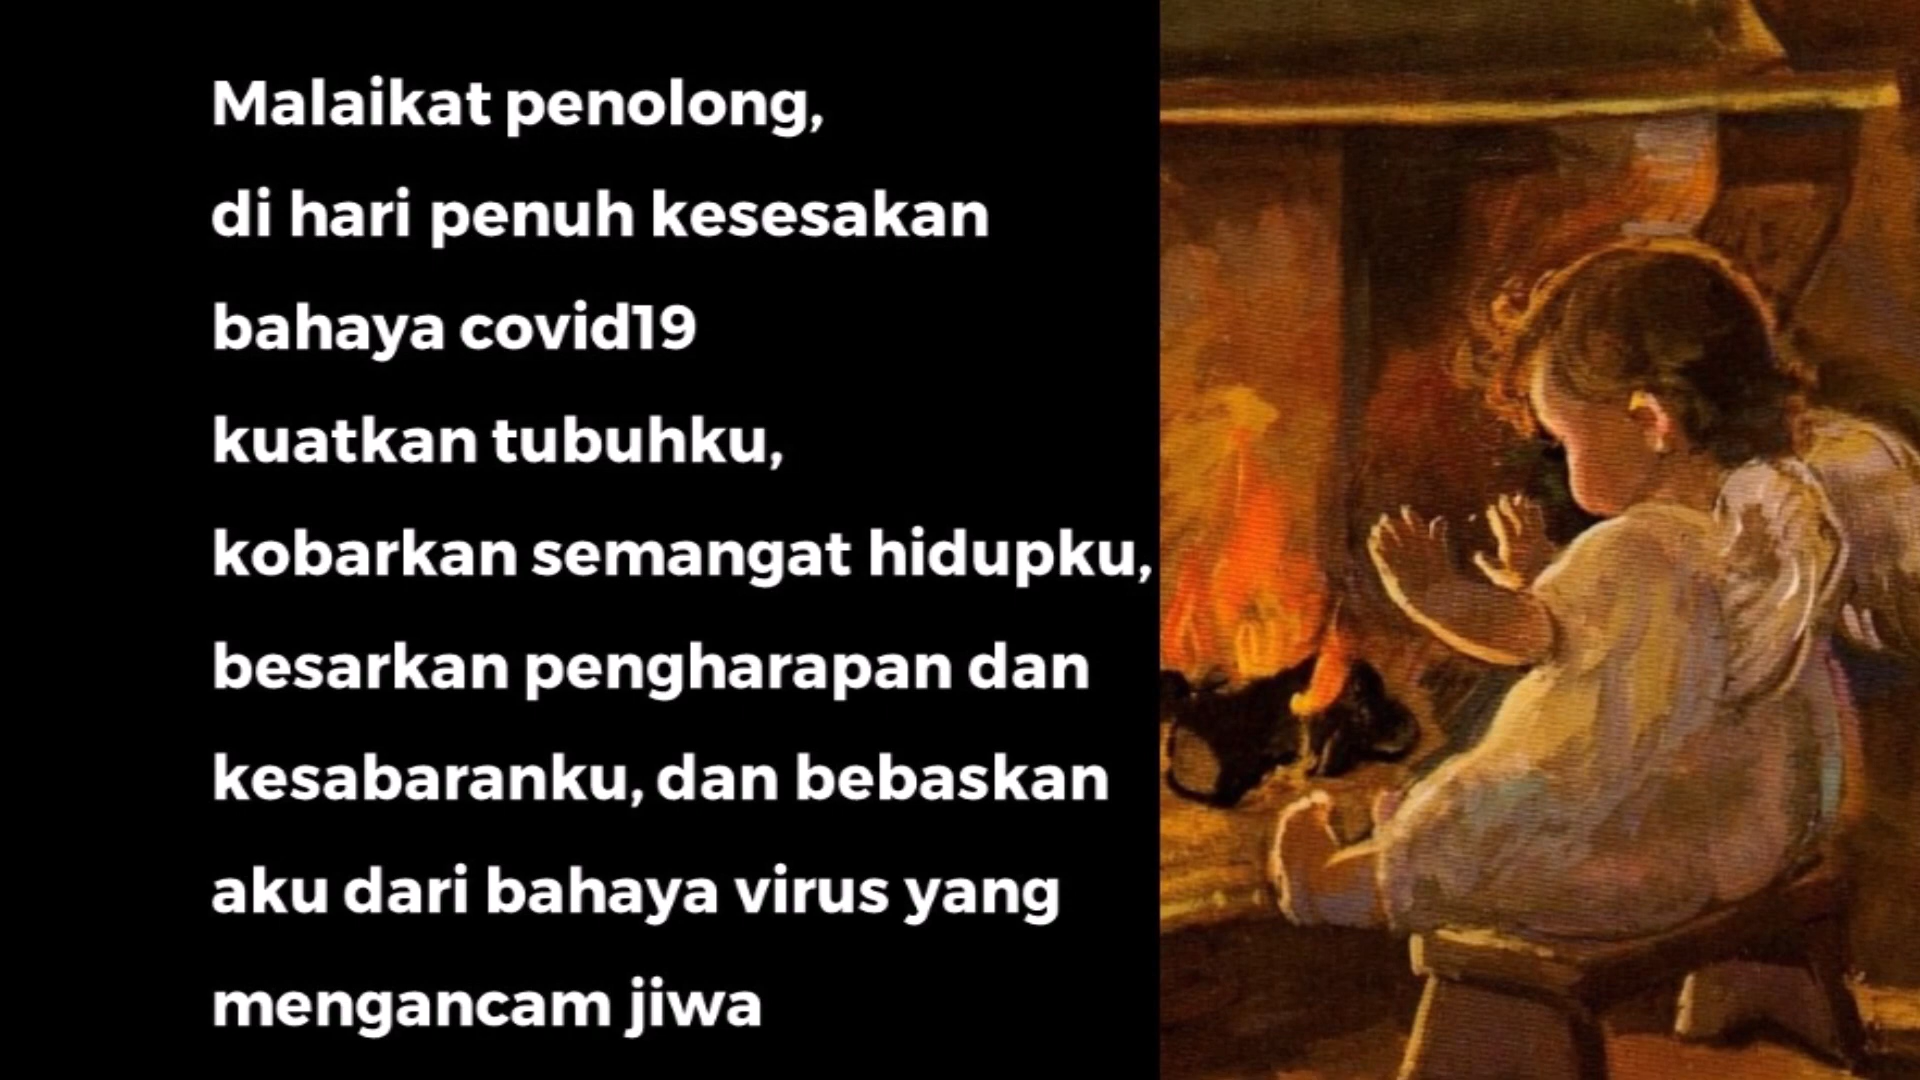 Malaikat penolong,
di hari penuh kesesakan
bahaya covid19
kuatkan tubuhku,
kobarkan semangat hidupku,
besarkan pengharapan dan
kesabaranku, dan bebaskan
aku dari bahaya virus yang
mengancam jiwa